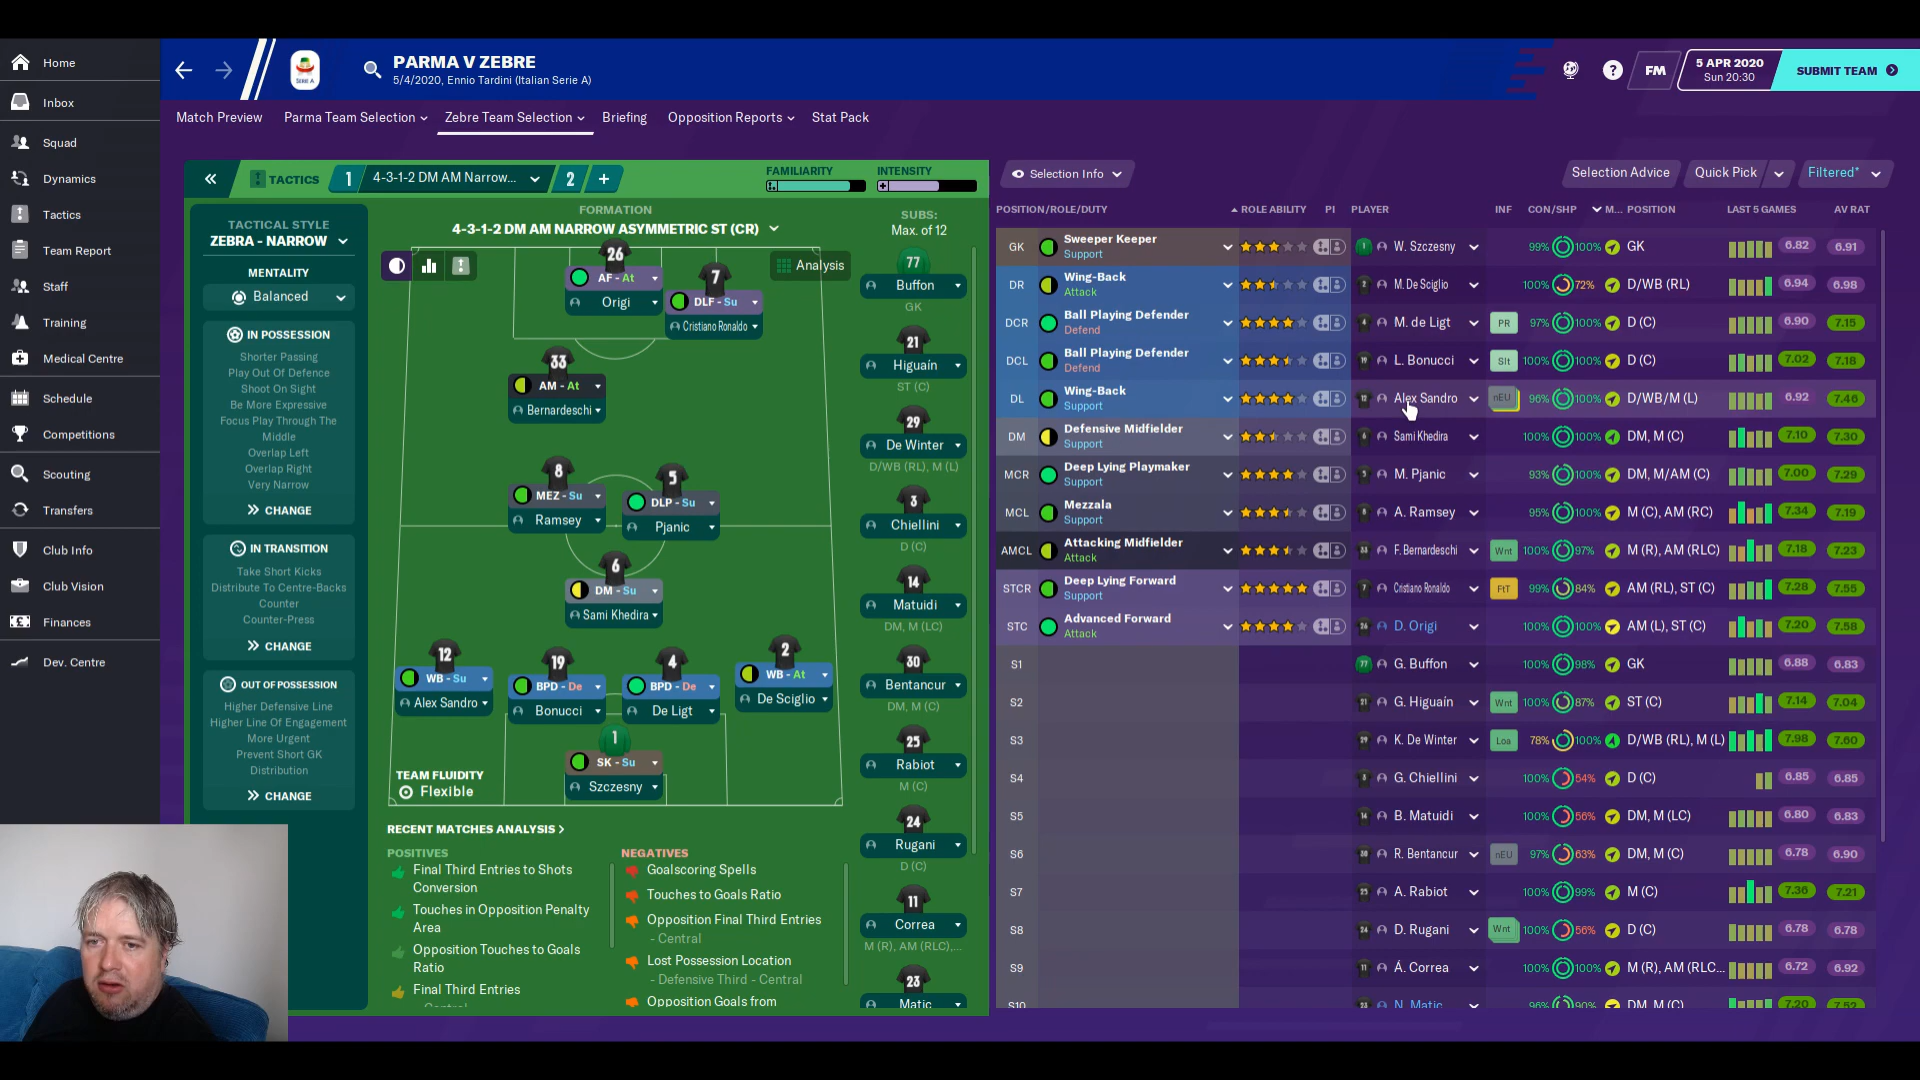 Home
Inbox
Squad
Dynamics
Tactics
Team Report
Staff
Training
Medical Centre
Schedule
Competitions
Scouting
Transfers
Club Info
Club Vision
Finances
Dev. Centre
PARMA V ZEBRE
5/4/2020, Ennio Tardini (Italian Serie A)
FM
5 APR 2020
Sun 20:30
SUBMIT TEAM
Match Preview
Parma Team Selection
Zebre Team Selection
Briefing
Opposition Reports
Stat Pack
TACTICS
1
4-3-1-2 DM AM Narrow...
2
+
FAMILIARITY
INTENSITY
TACTICAL STYLE
ZEBRA - NARROW
MENTALITY
Balanced
IN POSSESSION
Shorter Passing
Play Out Of Defence
Shoot On Sight
Be More Expressive
Focus Play Through The
Middle
Overlap Left
Overlap Right
Very Narrow
CHANGE
IN TRANSITION
Take Short Kicks
Distribute To Centre-Backs
Counter
Counter-Press
CHANGE
OUT OF POSSESSION
Higher Defensive Line
Higher Line Of Engagement
More Urgent
Prevent Short GK
Distribution
CHANGE
FORMATION
4-3-1-2 DM AM NARROW ASYMMETRIC ST (CR)
Analysis
26
AF - At
Origi
7
DLF - Su
Cristiano Ronaldo
33
AM - At
Bernardeschi
8
MEZ - Su
Ramsey
5
DLP - Su
Pjanic
6
DM - Su
Sami Khedira
12
WB - Su
Alex Sandro
19
BPD - De
Bonucci
4
BPD - De
De Ligt
2
WB - At
De Sciglio
1
SK - Su
Szczesny
TEAM FLUIDITY
Flexible
RECENT MATCHES ANALYSIS
POSITIVES
Final Third Entries to Shots
Conversion
Touches in Opposition Penalty
Area
Opposition Touches to Goals
Ratio
Final Third Entries
- Central
NEGATIVES
Goalscoring Spells
Touches to Goals Ratio
Opposition Final Third Entries
- Central
Lost Possession Location
- Defensive Third - Central
Opposition Goals from
SUBS:
Max. of 12
77
Buffon
GK
21
Higuaín
ST (C)
29
De Winter
D/WB (RL), M (L)
3
Chiellini
D (C)
14
Matuidi
DM, M (LC)
30
Bentancur
DM, M (C)
25
Rabiot
M (C)
24
Rugani
D (C)
11
Correa
M (R), AM (RLC),...
23
Matic
Selection Info
Selection Advice
Quick Pick
Filtered*
POSITION/ROLE/DUTY ROLE ABILITY PI PLAYER INF CON/SHP M... POSITION LAST 5 GAMES AV RAT
GK Sweeper Keeper Support W. Szczesny 99% 100% GK 6.82 6.91
DR Wing-Back Attack M. De Sciglio 100% 72% D/WB (RL) 6.94 6.98
DCR Ball Playing Defender Defend M. de Ligt PR 97% 100% D (C) 6.90 7.15
DCL Ball Playing Defender Defend L. Bonucci Slt 100% 100% D (C) 7.02 7.18
DL Wing-Back Support Alex Sandro nEU 96% 100% D/WB/M (L) 6.92 7.46
DM Defensive Midfielder Support Sami Khedira 100% 100% DM, M (C) 7.10 7.30
MCR Deep Lying Playmaker Support M. Pjanic 93% 100% DM, M/AM (C) 7.00 7.29
MCL Mezzala Support A. Ramsey 95% 100% M (C), AM (RC) 7.34 7.19
AMCL Attacking Midfielder Attack F. Bernardeschi Wnt 100% 97% M (R), AM (RLC) 7.18 7.23
STCR Deep Lying Forward Support Cristiano Ronaldo FtT 99% 84% AM (RL), ST (C) 7.28 7.55
STC Advanced Forward Attack D. Origi 100% 100% AM (L), ST (C) 7.20 7.58
S1 G. Buffon 100% 98% GK 6.88 6.83
S2 G. Higuaín Wnt 100% 87% ST (C) 7.14 7.04
S3 K. De Winter Loa 78% 100% D/WB (RL), M (L) 7.98 7.60
S4 G. Chiellini 100% 54% D (C) 6.85 6.85
S5 B. Matuidi 100% 56% DM, M (LC) 6.80 6.83
S6 R. Bentancur nEU 97% 63% DM, M (C) 6.78 6.90
S7 A. Rabiot 100% 99% M (C) 7.36 7.21
S8 D. Rugani Wnt 100% 56% D (C) 6.78 6.78
S9 Á. Correa 100% 100% M (R), AM (RLC... 6.72 6.92
S10 N. Matic 96% 90% DM, M (C) 7.20 7.52